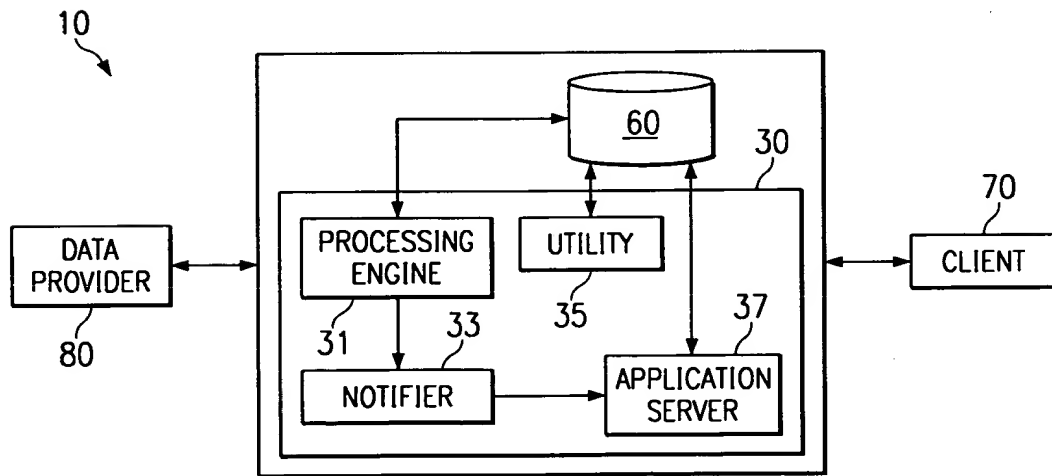 10
60
30
70
DATA
PROVIDER
PROCESSING
ENGINE
UTILITY
CLIENT
80
31
33
35
37
NOTIFIER
APPLICATION
SERVER